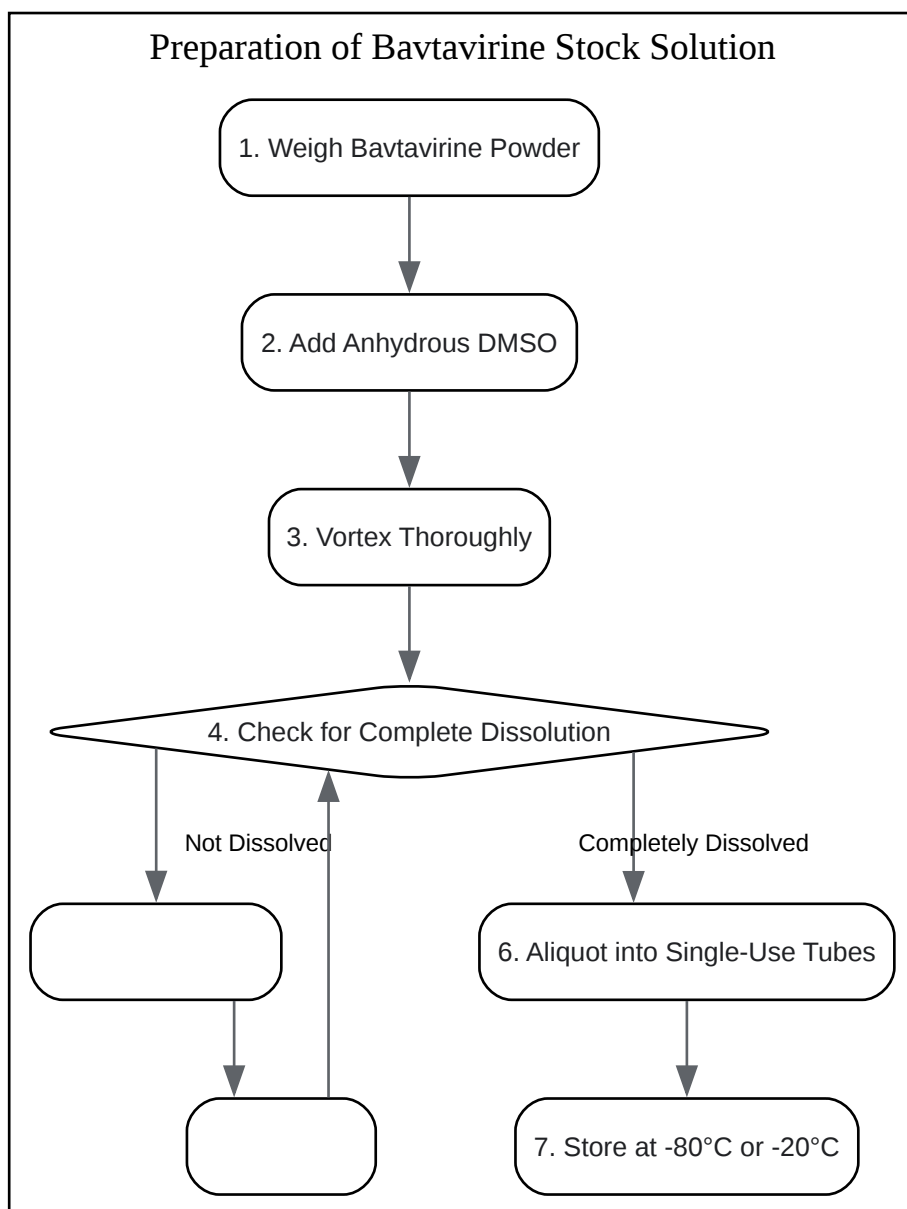 Preparation of Bavtavirine Stock Solution
1. Weigh Bavtavirine Powder
2. Add Anhydrous DMSO
3. Vortex Thoroughly
4. Check for Complete Dissolution
Not Dissolved
Completely Dissolved
6. Aliquot into Single-Use Tubes
7. Store at -80°C or -20°C